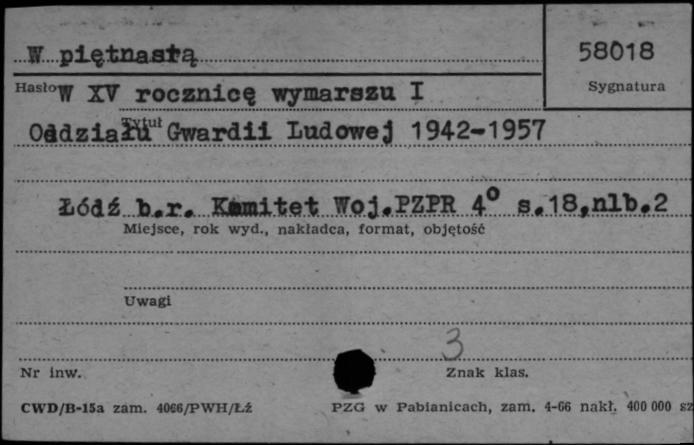 W piętnastą
58018
Sygnatura
Hasło W XV rocznicę wymarszu I
Tytuł
Oddziału Gwardii Ludowej 1942-1957
Łódź b.r. Komitet Woj.PZPR 4° s.18,nlb.2
Miejsce, rok wyd., nakładca, format, objętość
Uwagi
3
Nr inw.
Znak klas.
CWD/B-15a zam. 4066/PWH/Łź
PZG w Pabianicach, zam. 4-66 nakł. 400 000 sz